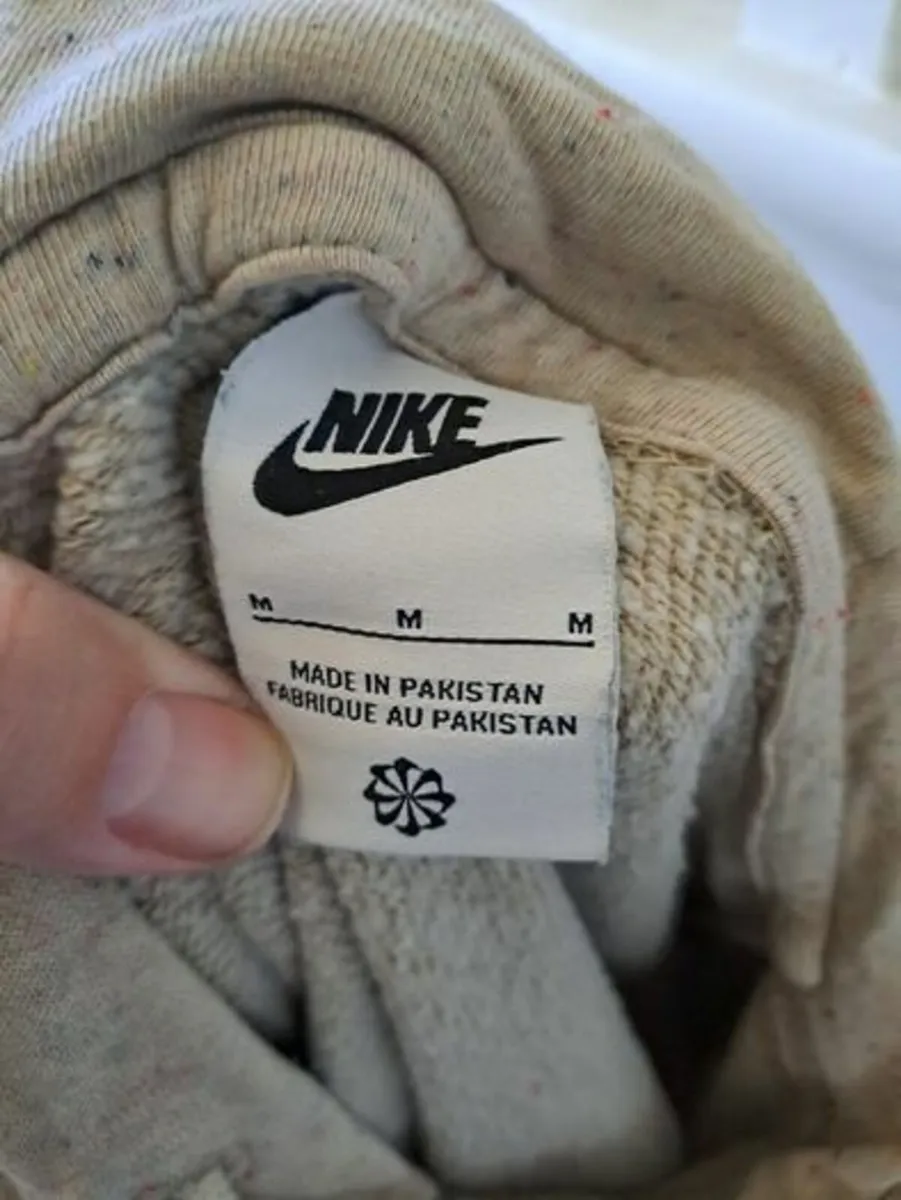 NIKE
M M M
MADE IN PAKISTAN
FABRIQUE AU PAKISTAN